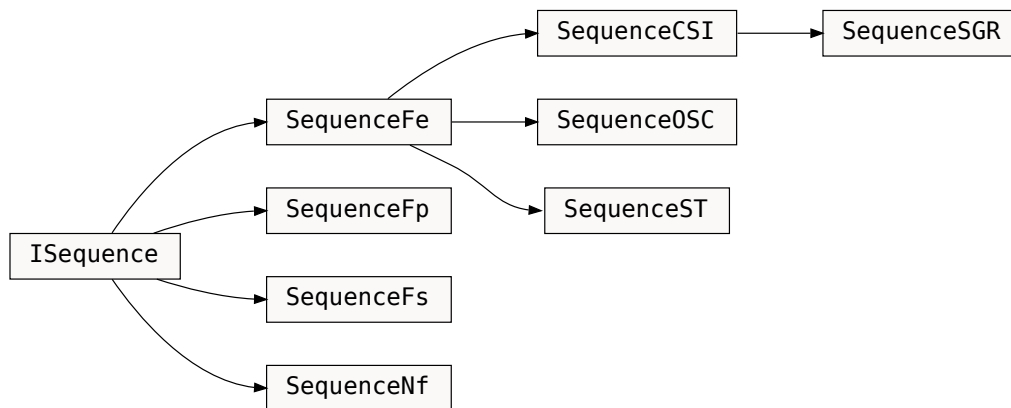 ISequence
SequenceFe
SequenceFp
SequenceFs
SequenceNf
SequenceCSI
SequenceOSC
SequenceST
SequenceSGR